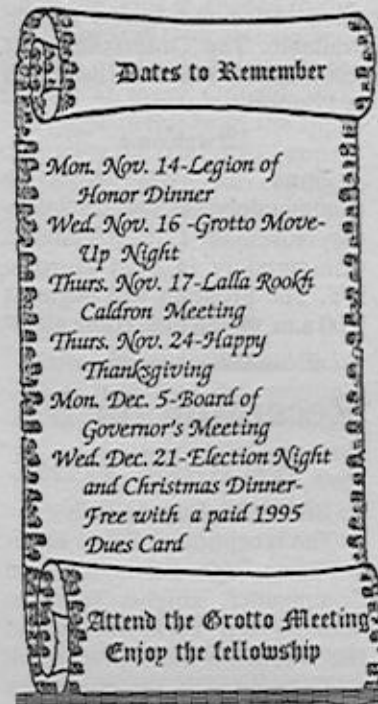 Dates to Remember
Mon. Nov. 14-Legion of
Honor Dinner
Wed. Nov. 16 -Grotto Move-
Up Night
Thurs. Nov. 17-Lalla Rookh
Caldron Meeting
Thurs. Nov. 24-Happy
Thanksgiving
Mon. Dec. 5-Board of
Governor's Meeting
Wed. Dec. 21-Election Night
and Christmas Dinner-
Free with a paid 1995
Dues Card
Attend the Grotto Meeting
Enjoy the fellowship